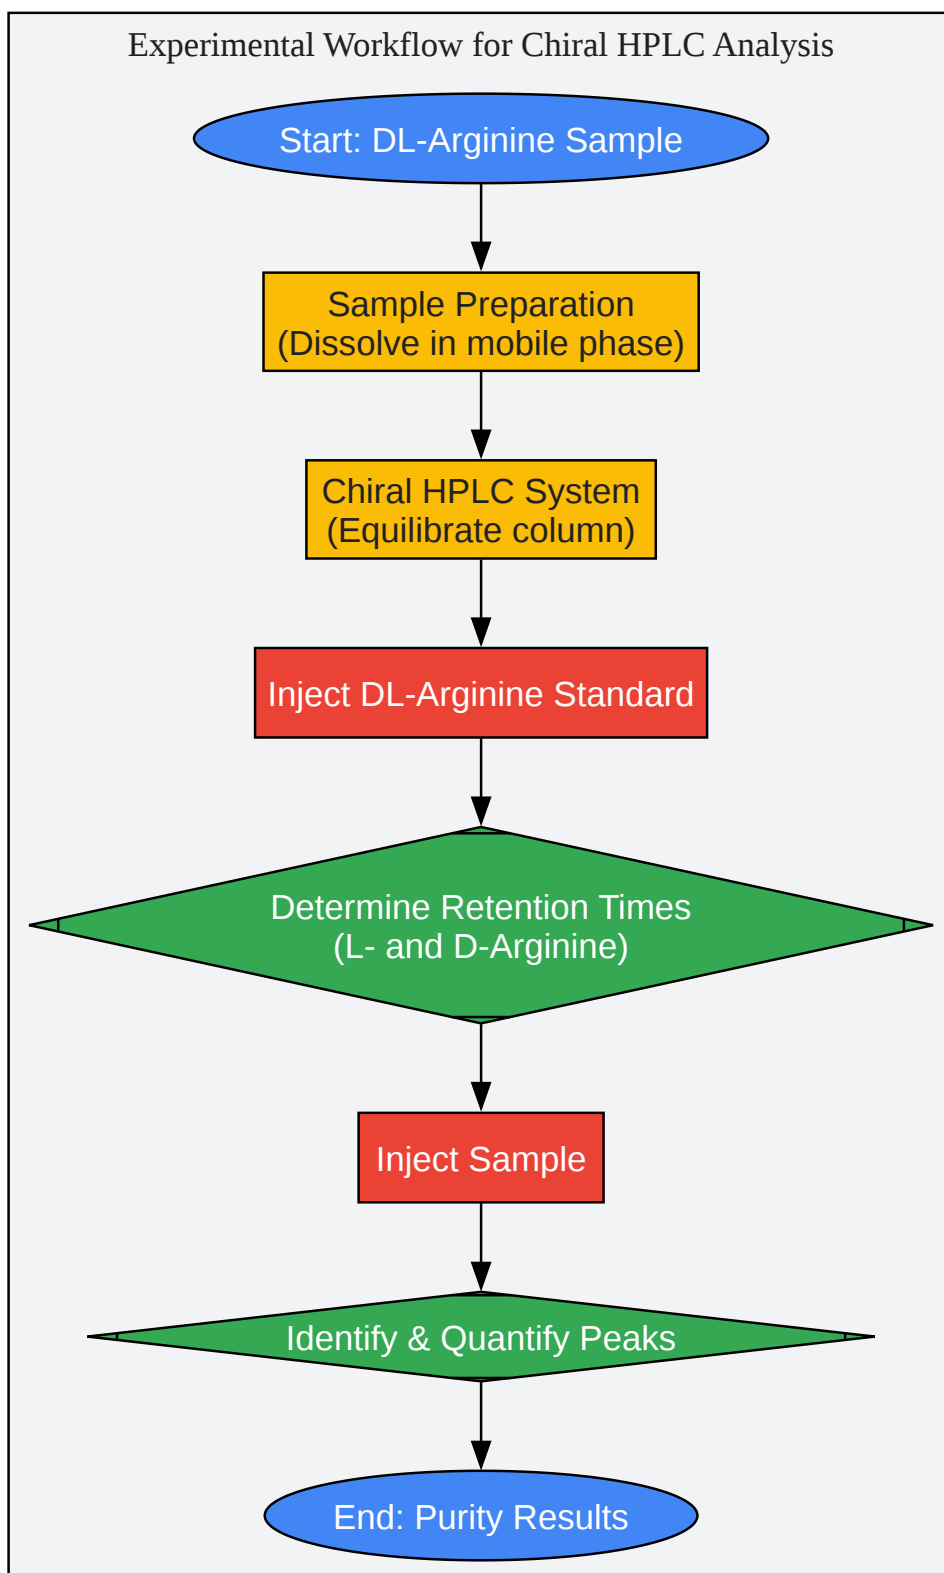 Experimental Workflow for Chiral HPLC Analysis
Start: DL-Arginine Sample
Sample Preparation
(Dissolve in mobile phase)
Chiral HPLC System
(Equilibrate column)
Inject DL-Arginine Standard
Determine Retention Times
(L- and D-Arginine)
Inject Sample
Identify & Quantify Peaks
End: Purity Results